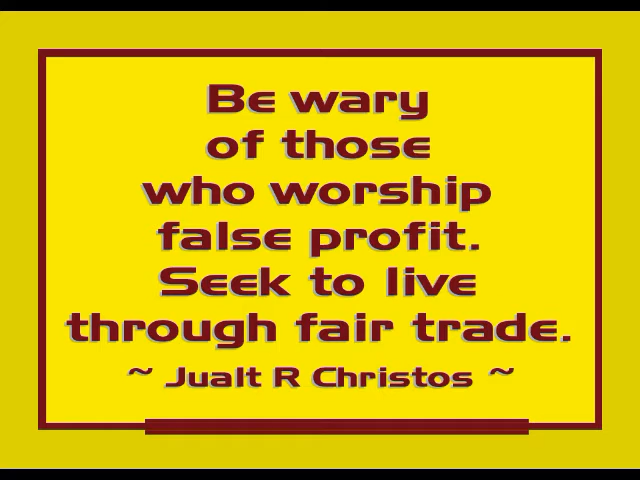 Be wary
of those
who worship
false profit.
Seek to live
through fair trade.
~ Jualt R Christos ~